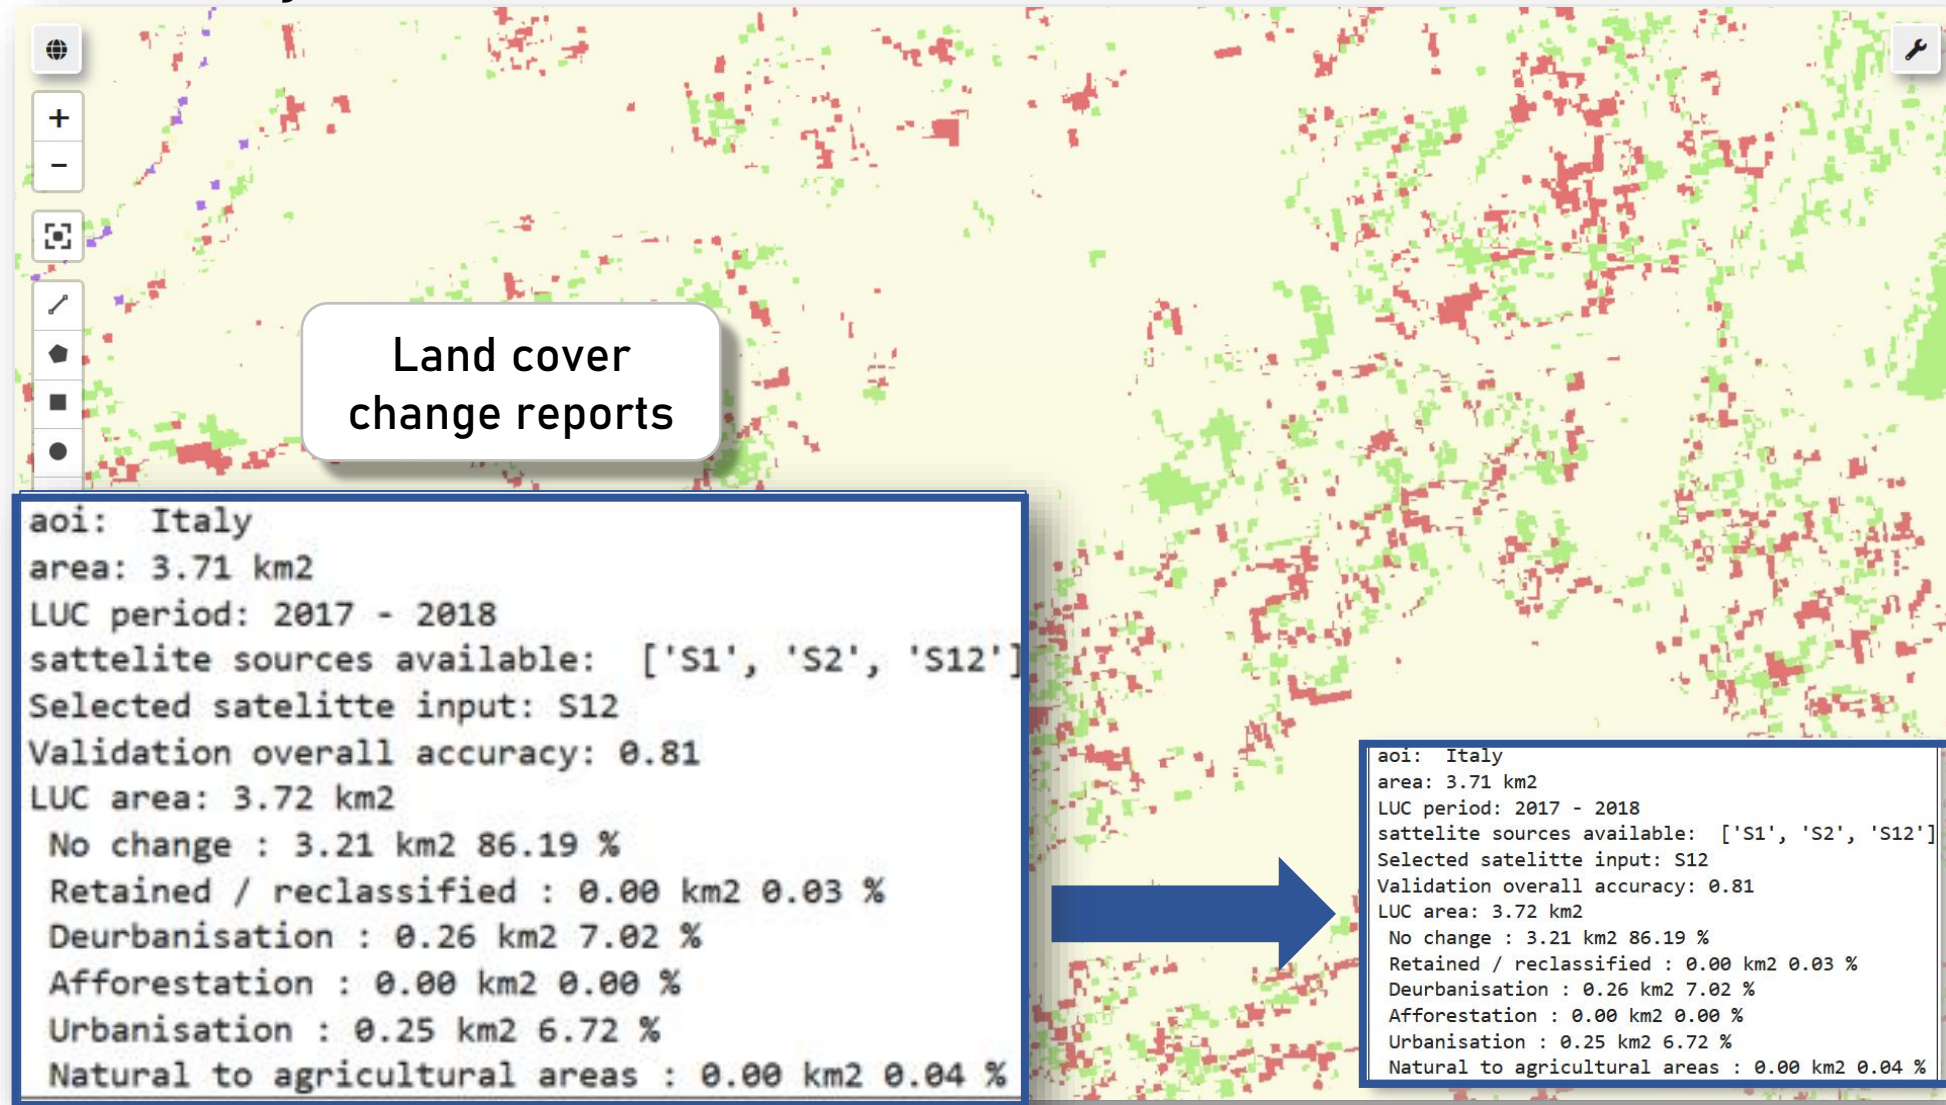 +
−
Land cover
change reports
aoi:  Italy
area: 3.71 km2
LUC period: 2017 - 2018
sattelite sources available:  ['S1', 'S2', 'S12']
Selected satelitte input: S12
Validation overall accuracy: 0.81
LUC area: 3.72 km2
No change : 3.21 km2 86.19 %
Retained / reclassified : 0.00 km2 0.03 %
Deurbanisation : 0.26 km2 7.02 %
Afforestation : 0.00 km2 0.00 %
Urbanisation : 0.25 km2 6.72 %
Natural to agricultural areas : 0.00 km2 0.04 %
aoi:  Italy
area: 3.71 km2
LUC period: 2017 - 2018
sattelite sources available:  ['S1', 'S2', 'S12']
Selected satelitte input: S12
Validation overall accuracy: 0.81
LUC area: 3.72 km2
No change : 3.21 km2 86.19 %
Retained / reclassified : 0.00 km2 0.03 %
Deurbanisation : 0.26 km2 7.02 %
Afforestation : 0.00 km2 0.00 %
Urbanisation : 0.25 km2 6.72 %
Natural to agricultural areas : 0.00 km2 0.04 %